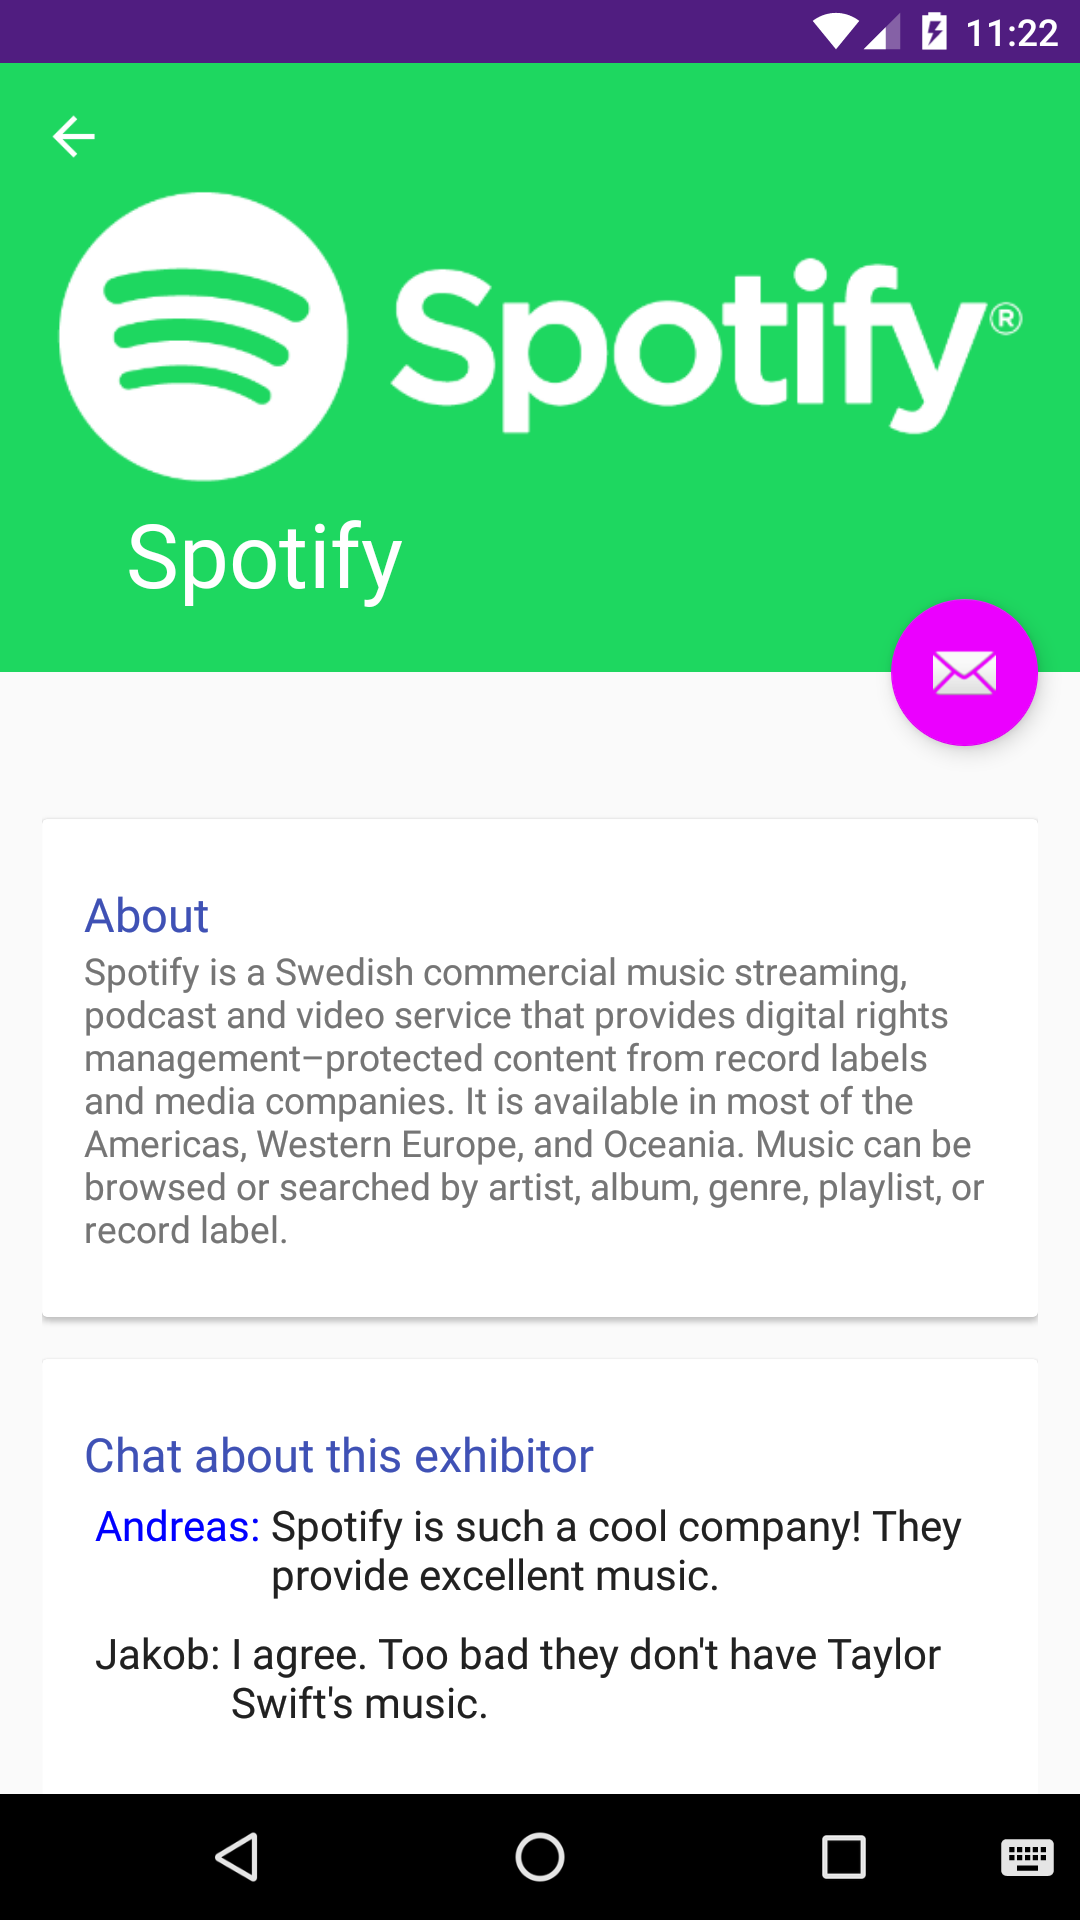 11:22
Spotify®
Spotify
About
Spotify is a Swedish commercial music streaming,
podcast and video service that provides digital rights
management–protected content from record labels
and media companies. It is available in most of the
Americas, Western Europe, and Oceania. Music can be
browsed or searched by artist, album, genre, playlist, or
record label.
Chat about this exhibitor
Andreas: Spotify is such a cool company! They
provide excellent music.
Jakob: I agree. Too bad they don't have Taylor
Swift's music.